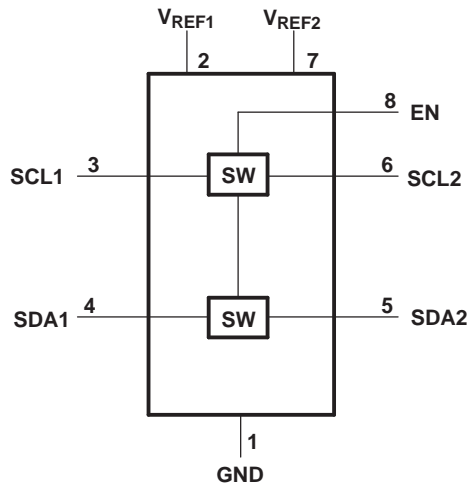 VREF1 VREF2
2 7
8 EN
3 6
SCL1 SW SCL2
4 5
SDA1 SW SDA2
1
GND